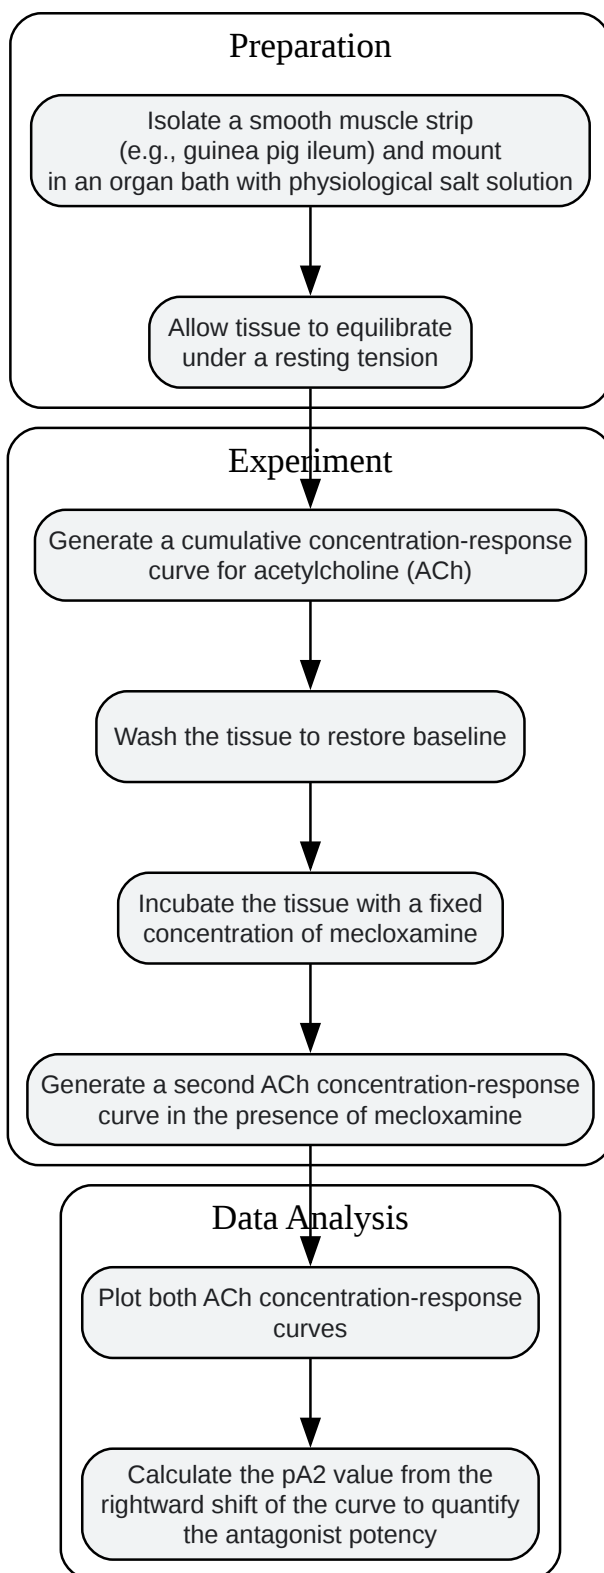 Preparation
Isolate a smooth muscle strip
(e.g., guinea pig ileum) and mount
in an organ bath with physiological salt solution
Allow tissue to equilibrate
under a resting tension
Experiment
Generate a cumulative concentration-response
curve for acetylcholine (ACh)
Wash the tissue to restore baseline
Incubate the tissue with a fixed
concentration of mecloxamine
Generate a second ACh concentration-response
curve in the presence of mecloxamine
Data Analysis
Plot both ACh concentration-response
curves
Calculate the pA2 value from the
rightward shift of the curve to quantify
the antagonist potency